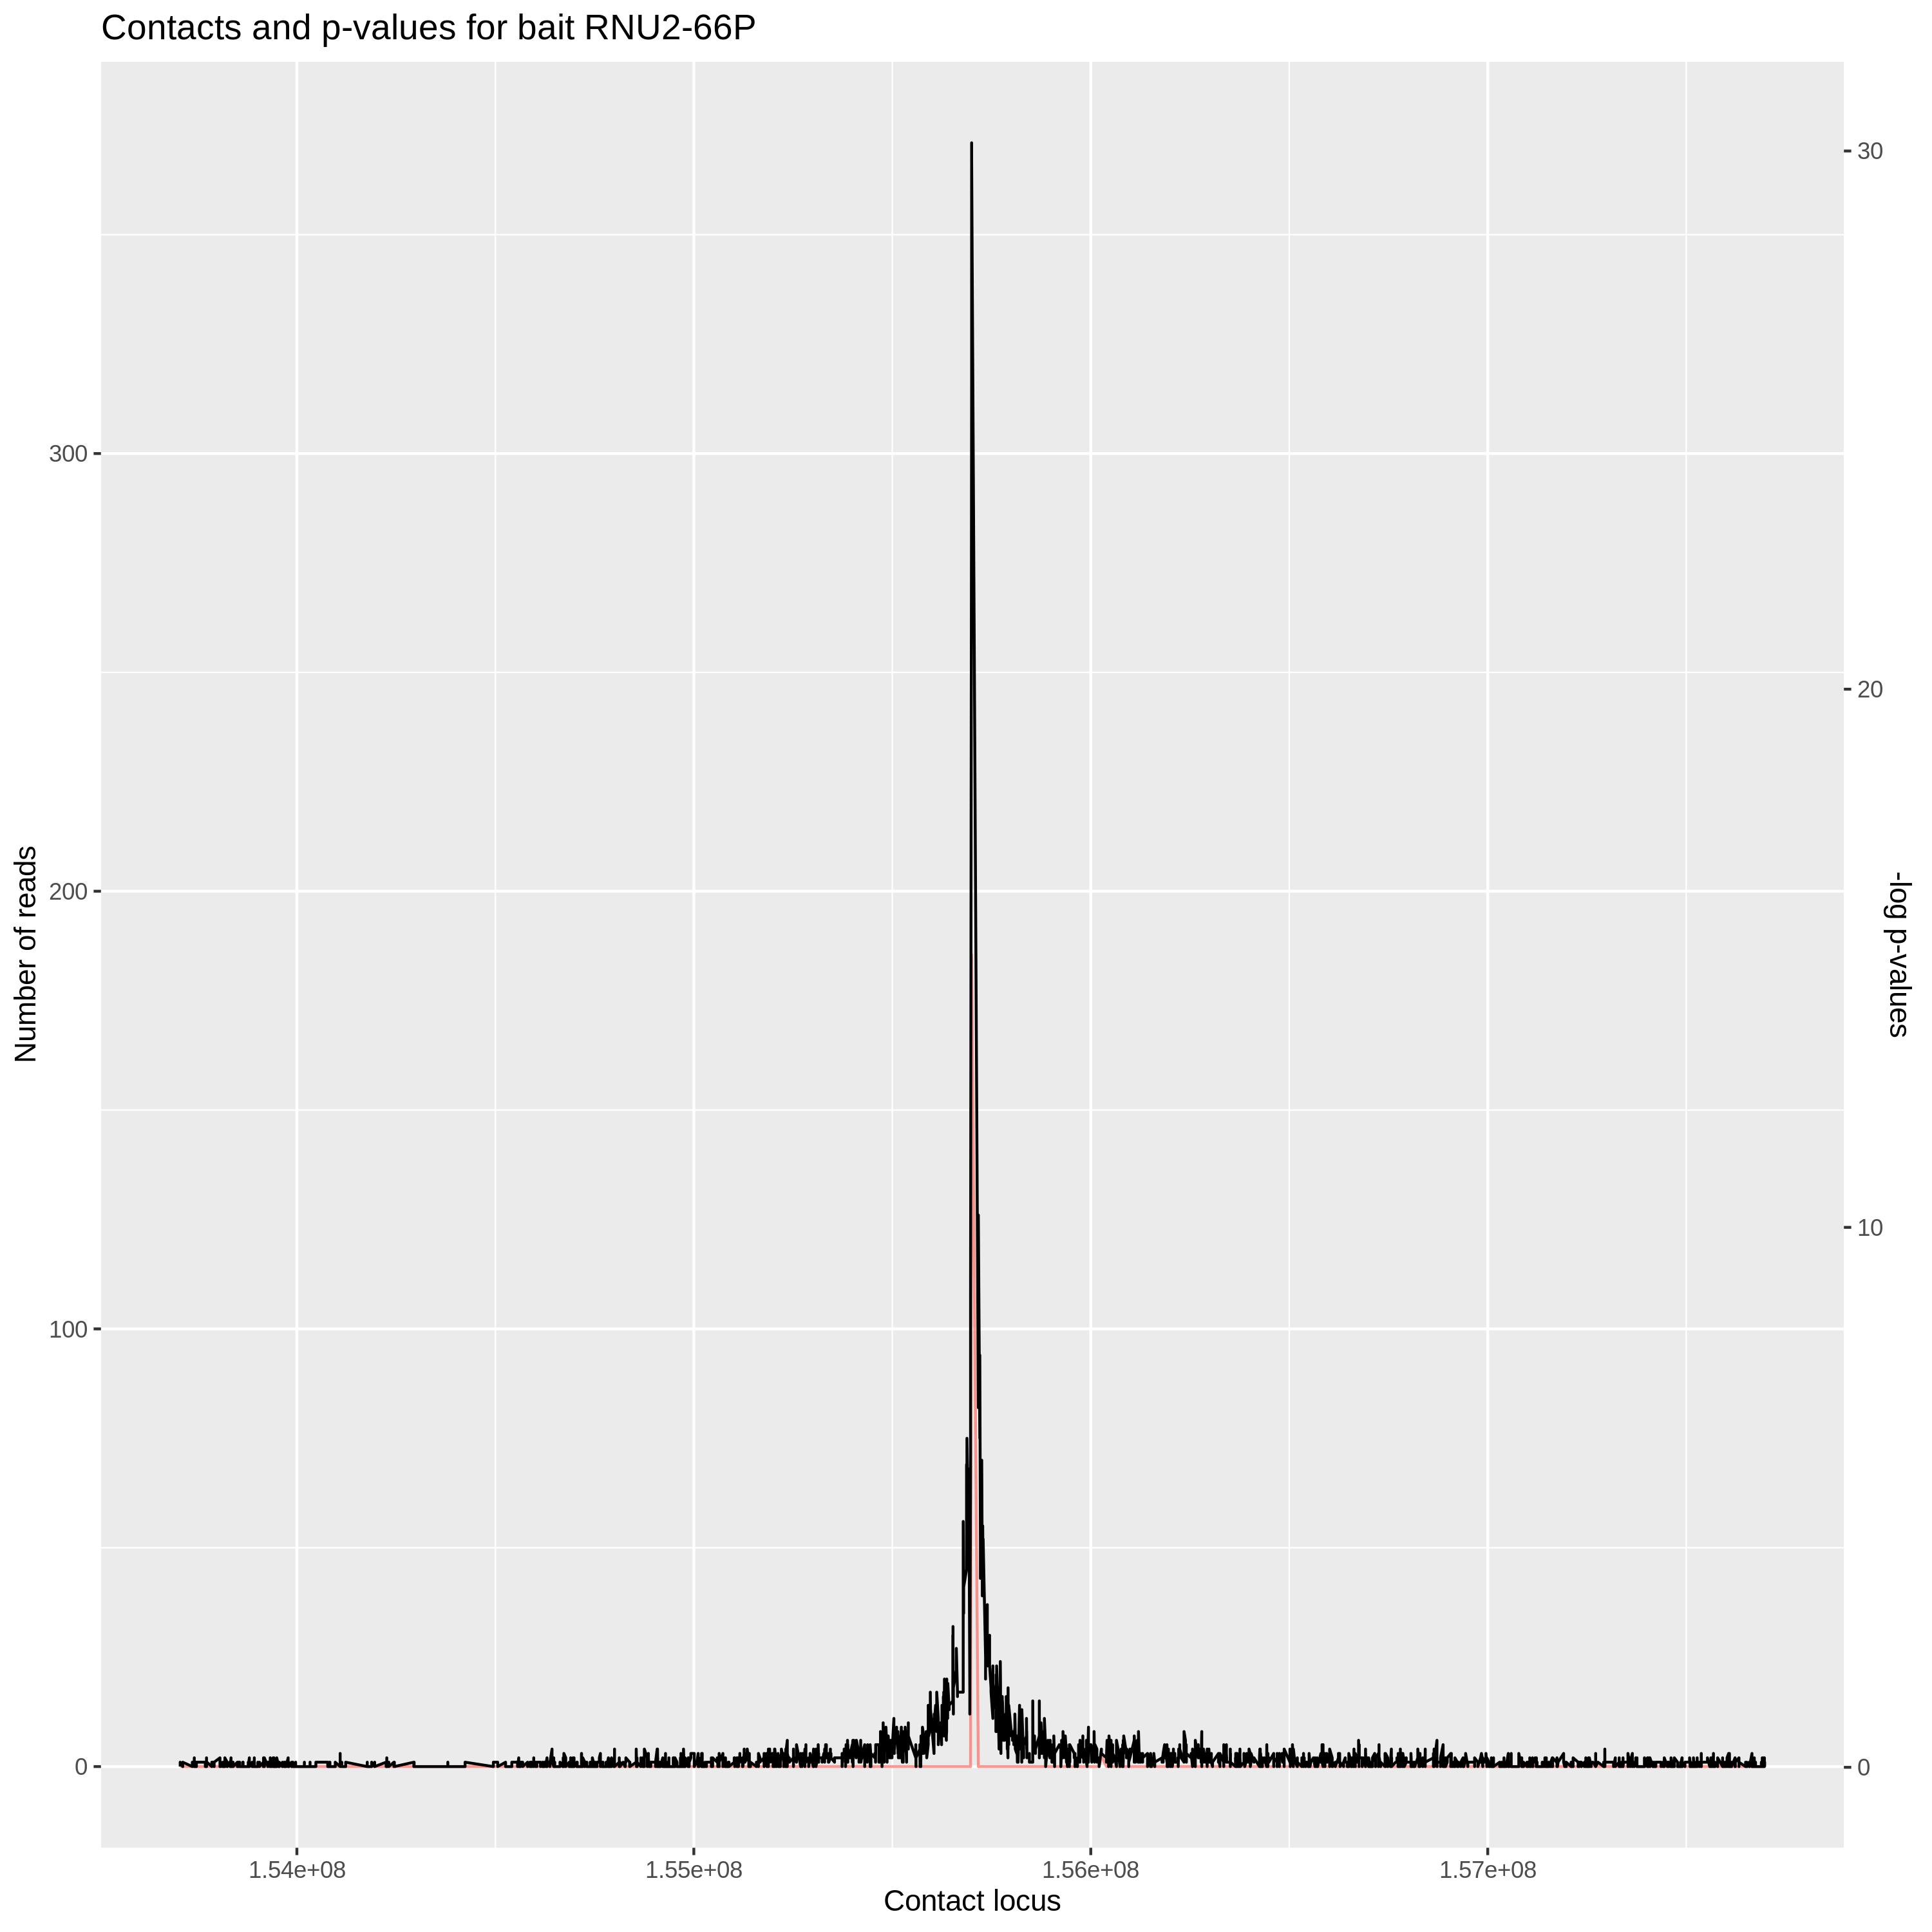 Contacts and p-values for bait RNU2-66P
300
200
100
0
Number of reads
30
20
10
0
-log p-values
1.54e+08
1.55e+08
1.56e+08
1.57e+08
Contact locus